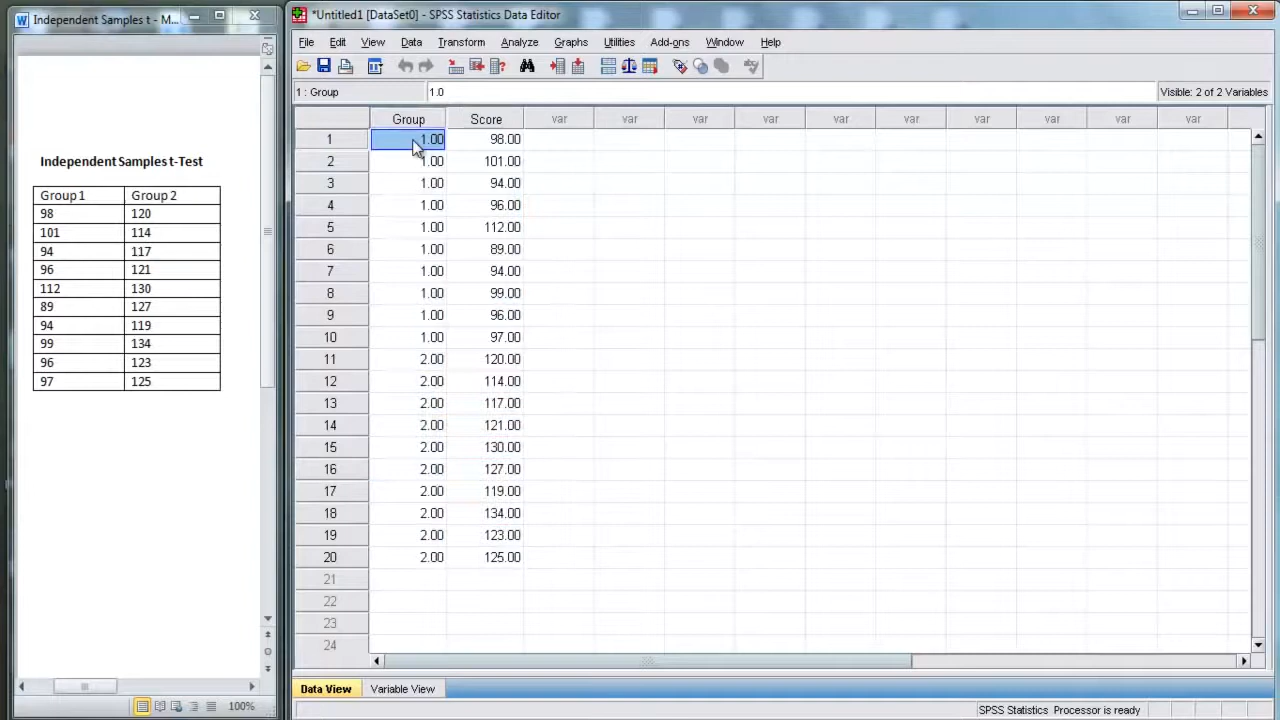 Independent Samples t - M...
Independent Samples t-Test
Group 1 Group 2
98 120
101 114
94 117
96 121
112 130
89 127
94 119
99 134
96 123
97 125
100%
*Untitled1 [DataSet0] - SPSS Statistics Data Editor
File Edit View Data Transform Analyze Graphs Utilities Add-ons Window Help
1 : Group 1.0 Visible: 2 of 2 Variables
Group Score var var var var var var var var var var
1 1.00 98.00
2 1.00 101.00
3 1.00 94.00
4 1.00 96.00
5 1.00 112.00
6 1.00 89.00
7 1.00 94.00
8 1.00 99.00
9 1.00 96.00
10 1.00 97.00
11 2.00 120.00
12 2.00 114.00
13 2.00 117.00
14 2.00 121.00
15 2.00 130.00
16 2.00 127.00
17 2.00 119.00
18 2.00 134.00
19 2.00 123.00
20 2.00 125.00
21
22
23
24
Data View Variable View
SPSS Statistics Processor is ready